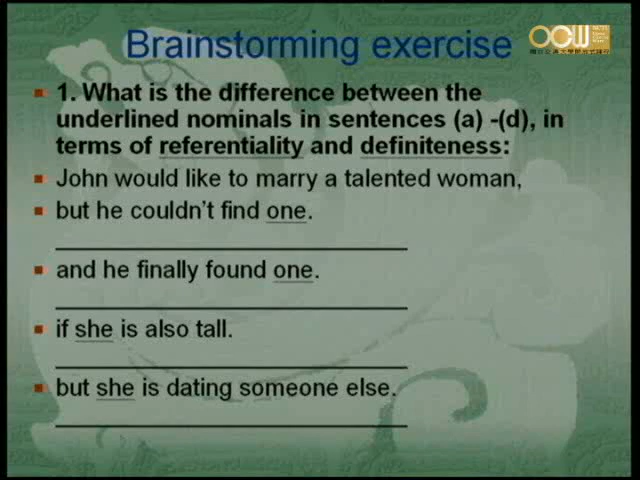 OCW
Brainstorming exercise
1. What is the difference between the
underlined nominals in sentences (a) -(d), in
terms of referentiality and definiteness:
John would like to marry a talented woman,
but he couldn't find one.
and he finally found one.
if she is also tall.
but she is dating someone else.